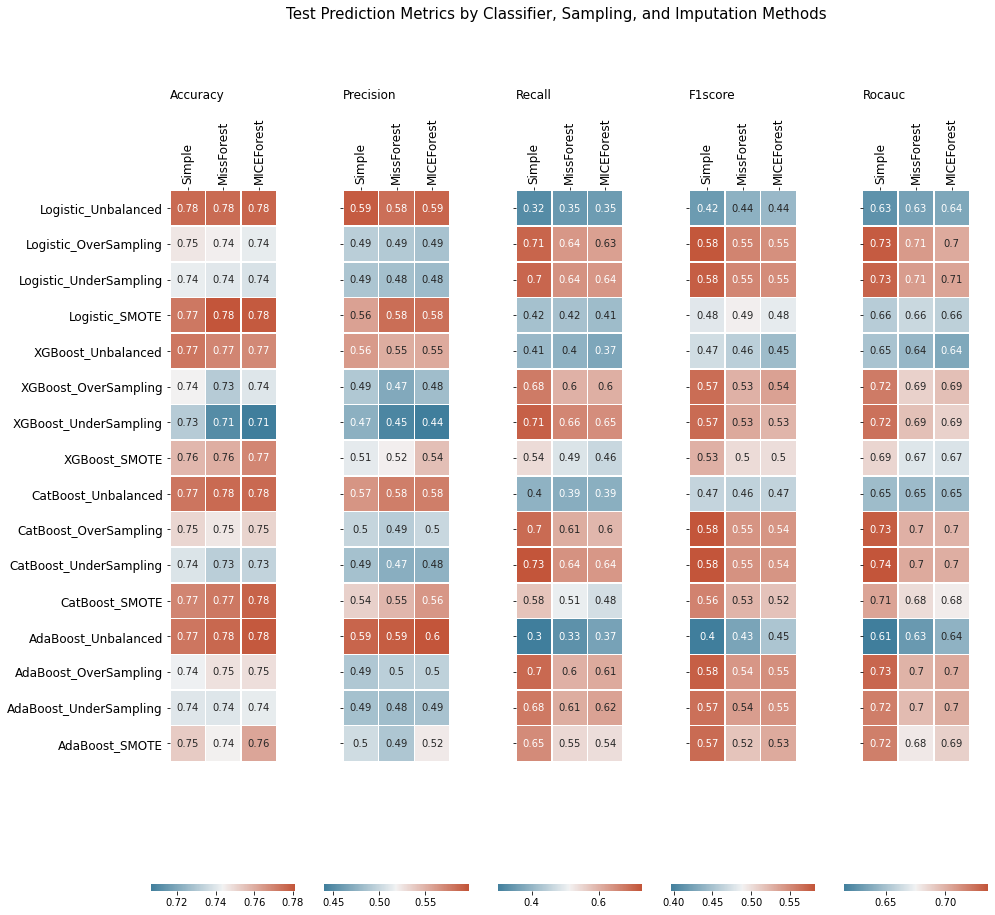 Test Prediction Metrics by Classifier, Sampling, and Imputation Methods
Accuracy Precision Recall F1score Rocauc
Simple MissForest MICEForest Simple MissForest MICEForest Simple MissForest MICEForest Simple MissForest MICEForest Simple MissForest MICEForest
Logistic_Unbalanced 0.78 0.78 0.78 0.59 0.58 0.59 0.32 0.35 0.35 0.42 0.44 0.44 0.63 0.63 0.64
Logistic_OverSampling 0.75 0.74 0.74 0.49 0.49 0.49 0.71 0.64 0.63 0.58 0.55 0.55 0.73 0.71 0.7
Logistic_UnderSampling 0.74 0.74 0.74 0.49 0.48 0.48 0.7 0.64 0.64 0.58 0.55 0.55 0.73 0.71 0.71
Logistic_SMOTE 0.77 0.78 0.78 0.56 0.58 0.58 0.42 0.42 0.41 0.48 0.49 0.48 0.66 0.66 0.66
XGBoost_Unbalanced 0.77 0.77 0.77 0.56 0.55 0.55 0.41 0.4 0.37 0.47 0.46 0.45 0.65 0.64 0.64
XGBoost_OverSampling 0.74 0.73 0.74 0.49 0.47 0.48 0.68 0.6 0.6 0.57 0.53 0.54 0.72 0.69 0.69
XGBoost_UnderSampling 0.73 0.71 0.71 0.47 0.45 0.44 0.71 0.66 0.65 0.57 0.53 0.53 0.72 0.69 0.69
XGBoost_SMOTE 0.76 0.76 0.77 0.51 0.52 0.54 0.54 0.49 0.46 0.53 0.5 0.5 0.69 0.67 0.67
CatBoost_Unbalanced 0.77 0.78 0.78 0.57 0.58 0.58 0.4 0.39 0.39 0.47 0.46 0.47 0.65 0.65 0.65
CatBoost_OverSampling 0.75 0.75 0.75 0.5 0.49 0.5 0.7 0.61 0.6 0.58 0.55 0.54 0.73 0.7 0.7
CatBoost_UnderSampling 0.74 0.73 0.73 0.49 0.47 0.48 0.73 0.64 0.64 0.58 0.55 0.54 0.74 0.7 0.7
CatBoost_SMOTE 0.77 0.77 0.78 0.54 0.55 0.56 0.58 0.51 0.48 0.56 0.53 0.52 0.71 0.68 0.68
AdaBoost_Unbalanced 0.77 0.78 0.78 0.59 0.59 0.6 0.3 0.33 0.37 0.4 0.43 0.45 0.61 0.63 0.64
AdaBoost_OverSampling 0.74 0.75 0.75 0.49 0.5 0.5 0.7 0.6 0.61 0.58 0.54 0.55 0.73 0.7 0.7
AdaBoost_UnderSampling 0.74 0.74 0.74 0.49 0.48 0.49 0.68 0.61 0.62 0.57 0.54 0.55 0.72 0.7 0.7
AdaBoost_SMOTE 0.75 0.74 0.76 0.5 0.49 0.52 0.65 0.55 0.54 0.57 0.52 0.53 0.72 0.68 0.69
0.72 0.74 0.76 0.78 0.45 0.50 0.55 0.4 0.6 0.40 0.45 0.50 0.55 0.65 0.70